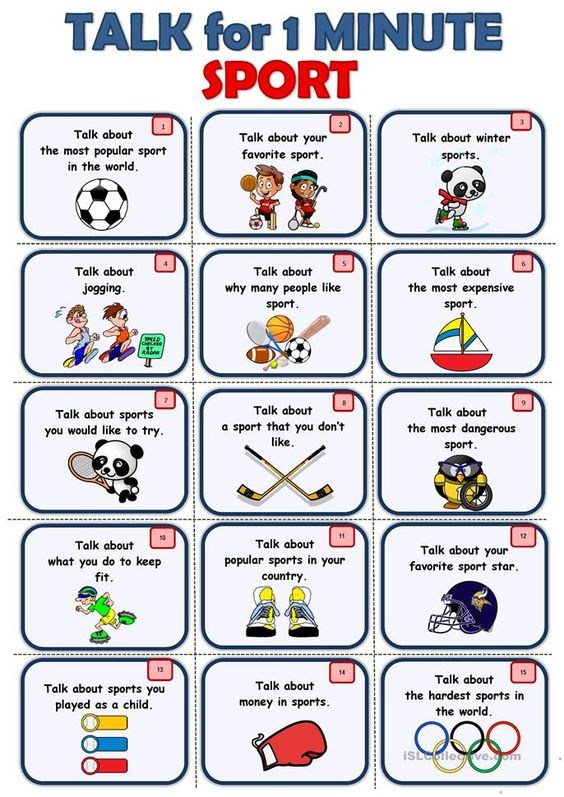 TALK for 1 MINUTE
SPORT
1
Talk about
the most popular sport
in the world.
2
Talk about your
favorite sport.
3
Talk about winter
sports.
4
Talk about
jogging.
SPEED
CHECKED
BY
RADAR
5
Talk about
why many people like
sport.
6
Talk about
the most expensive
sport.
7
Talk about sports
you would like to try.
8
Talk about
a sport that you don't
like.
9
Talk about
the most dangerous
sport.
10
Talk about
what you do to keep
fit.
11
Talk about
popular sports in your
country.
12
Talk about your
favorite sport star.
13
Talk about sports you
played as a child.
14
Talk about
money in sports.
15
Talk about
the hardest sports in
the world.
iSLCollective.com